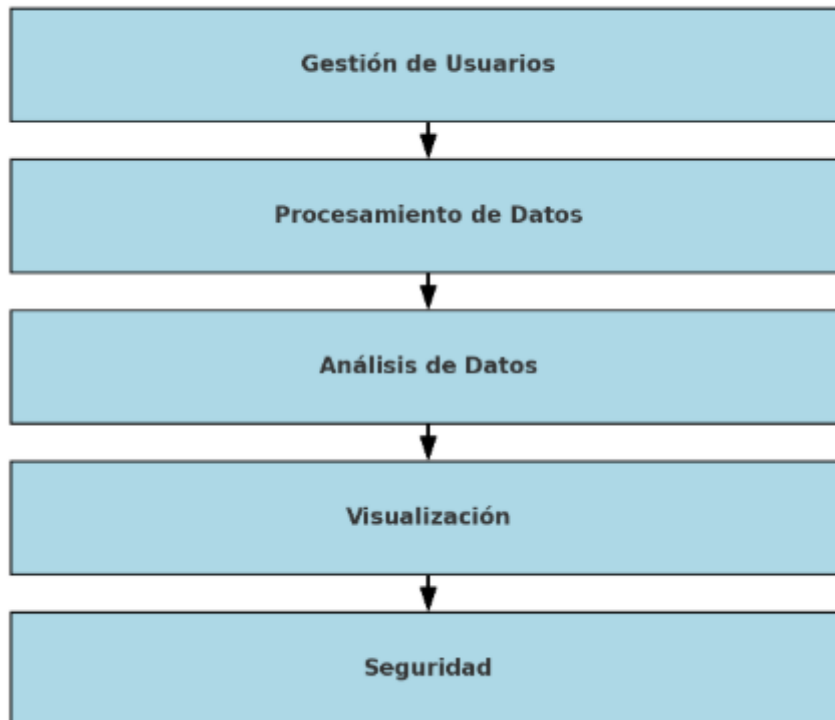 Gestión de Usuarios
Procesamiento de Datos
Análisis de Datos
Visualización
Seguridad